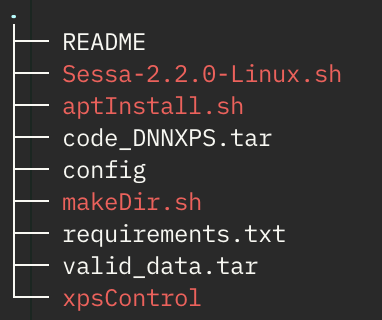 .
├── README
├── Sessa-2.2.0-Linux.sh
├── aptInstall.sh
├── code_DNNXPS.tar
├── config
├── makeDir.sh
├── requirements.txt
├── valid_data.tar
└── xpsControl